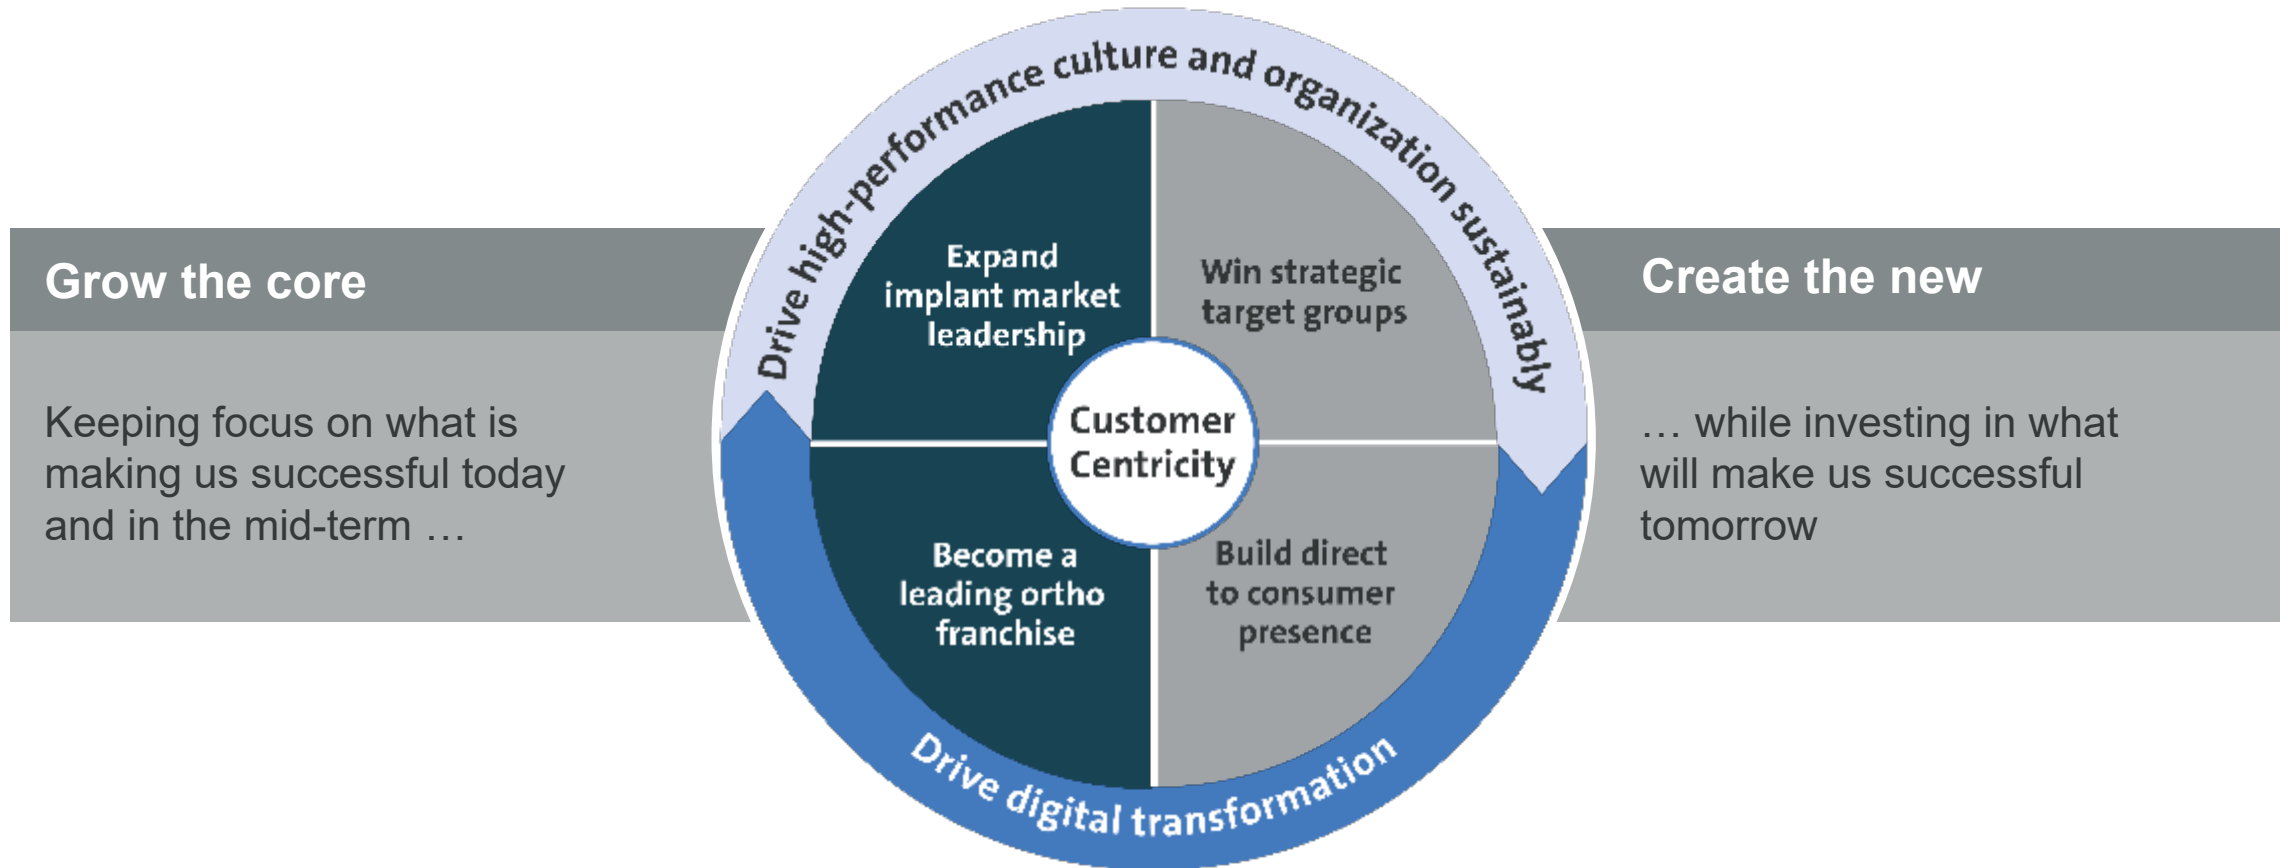 Drive high-performance culture and organization sustainably
Grow the core
Keeping focus on what is
making us successful today
and in the mid-term …
Expand
implant market
leadership
Win strategic
target groups
Customer
Centricity
Become a
leading ortho
franchise
Build direct
to consumer
presence
Drive digital transformation
Create the new
… while investing in what
will make us successful
tomorrow